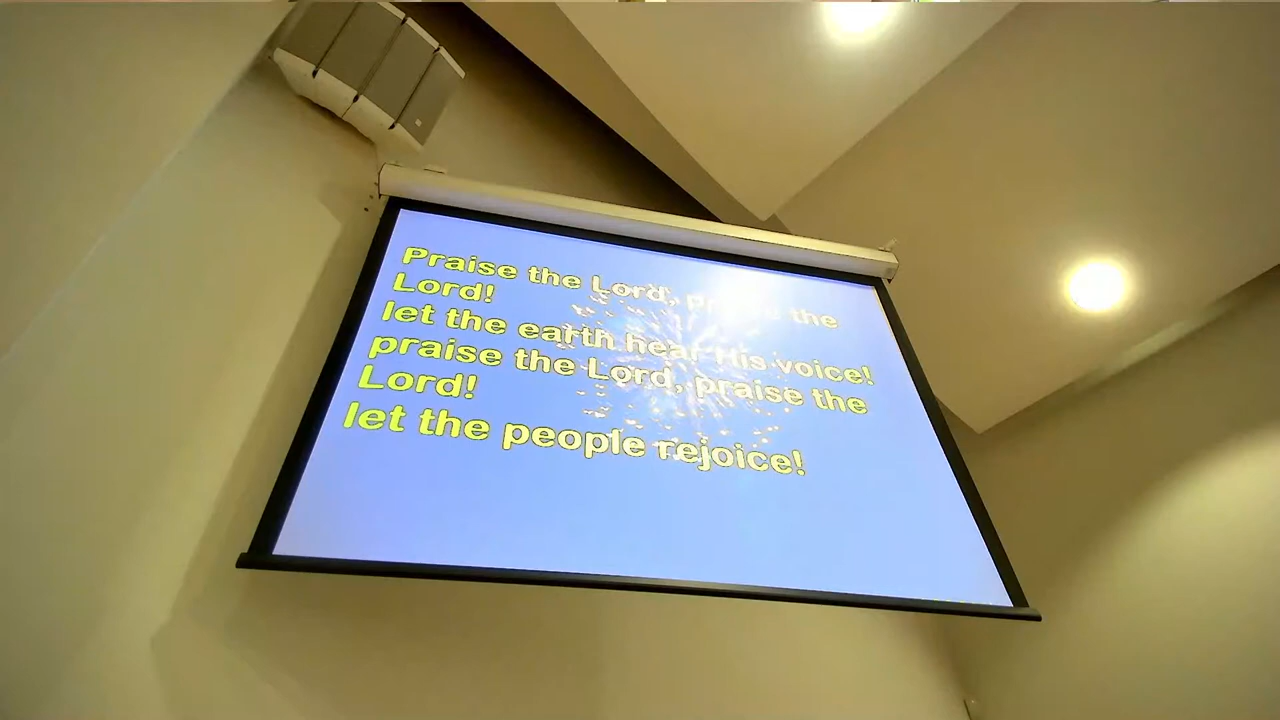 Praise the Lord, praise the
Lord!
let the earth hear His voice!
praise the Lord, praise the
Lord!
let the people rejoice!